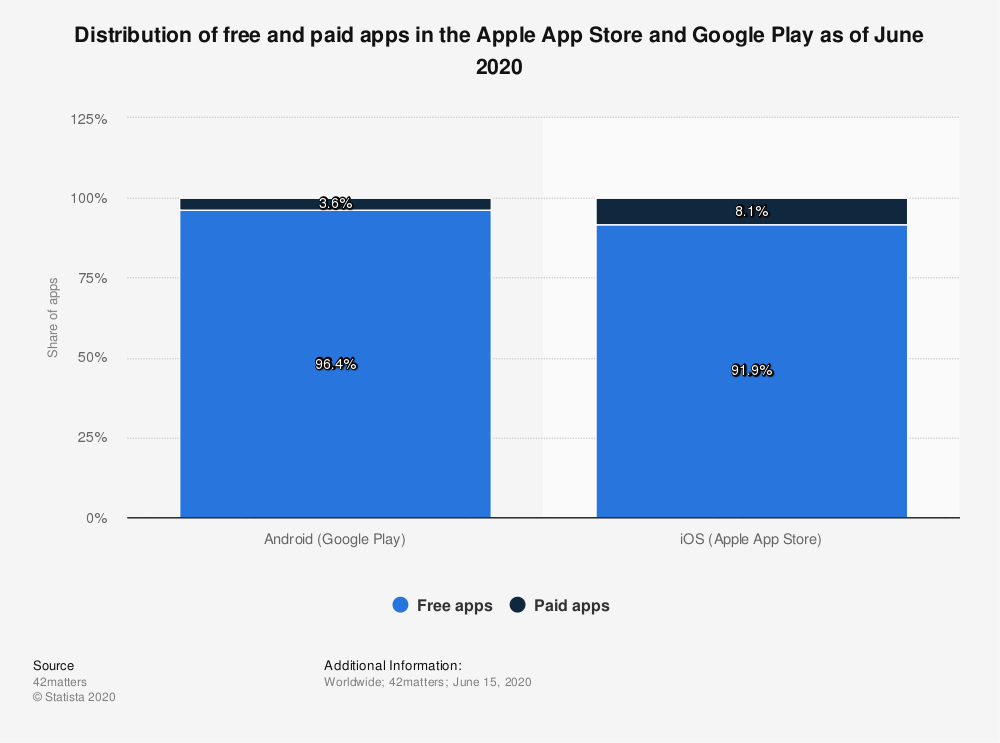 Distribution of free and paid apps in the Apple App Store and Google Play as of June
2020
125%
100%
75%
50%
25%
0%
Share of apps
3.6%
96.4%
8.1%
91.9%
Android (Google Play)
iOS (Apple App Store)
Free apps
Paid apps
Source
42matters
© Statista 2020
Additional Information:
Worldwide; 42matters; June 15, 2020